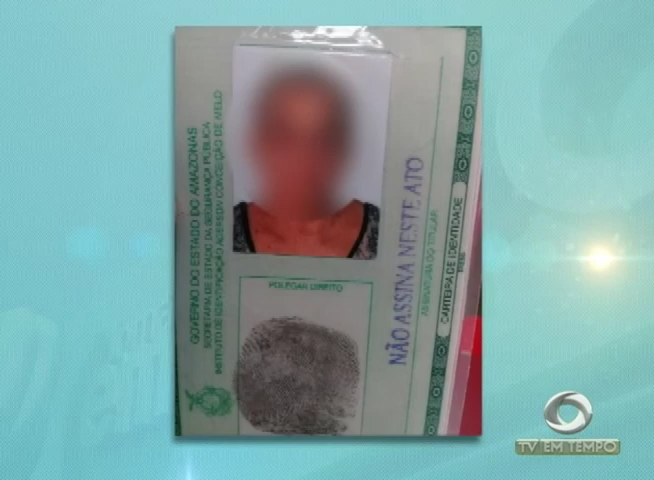 GOVERNO DO ESTADO DO AMAZONAS
SECRETARIA DE ESTADO DA SEGURANÇA PÚBLICA
INSTITUTO DE IDENTIFICAÇÃO ADERSON CONCEIÇÃO DE MELO
POLEGAR DIREITO
NÃO ASSINA NESTE ATO
ASSINATURA DO TITULAR
CARTEIRA DE IDENTIDADE
TV EM TEMPO